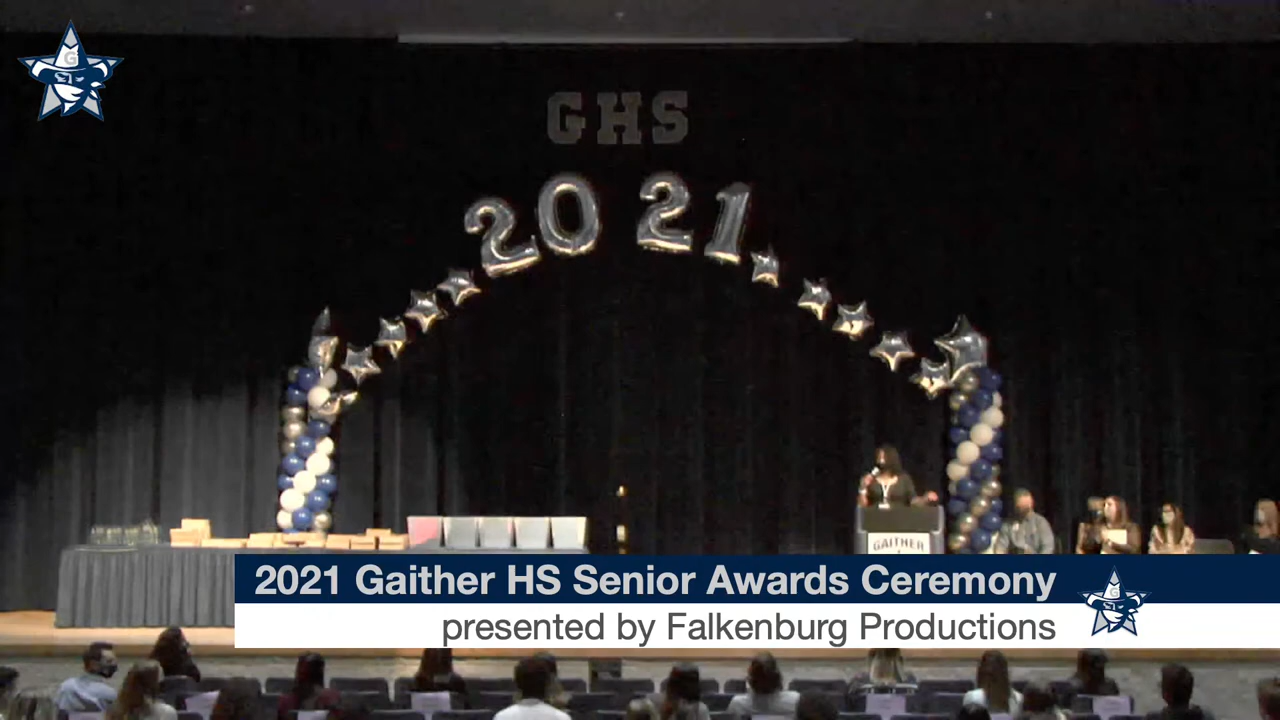 G
GHS
2021
GAITHER
2021 Gaither HS Senior Awards Ceremony
G
presented by Falkenburg Productions